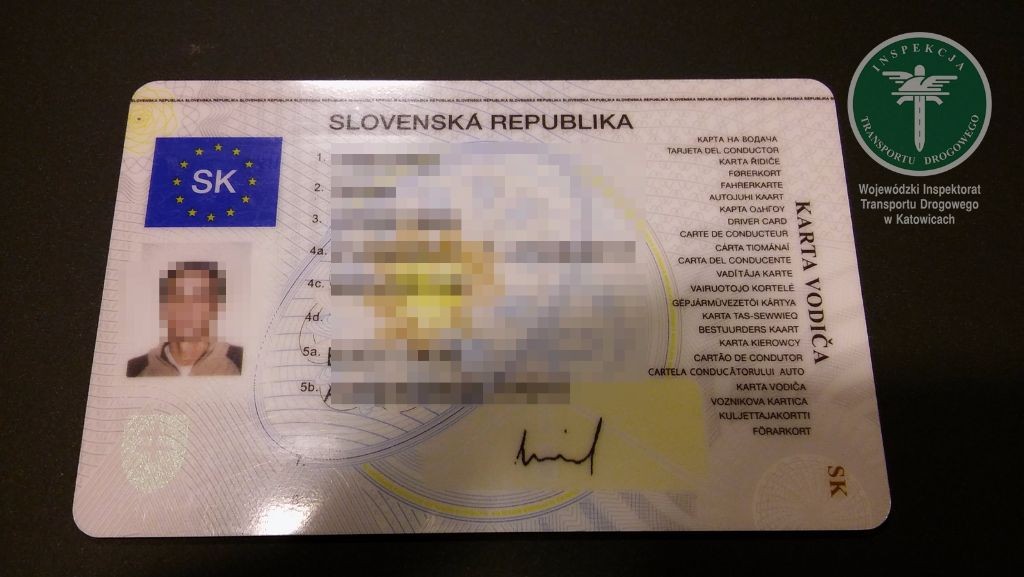 SLOVENSKÁ REPUBLIKA
SK
1.
2.
3.
4a.
4c.
4d.
5a.
5b.
7.
8.
КАРТА НА ВОДАЧА
TARJETA DEL CONDUCTOR
KARTA ŘIDIČE
FØRERKORT
FAHRERKARTE
AUTOJUHI KAART
ΚΑΡΤΑ ΟΔΗΓΟΥ
DRIVER CARD
CARTE DE CONDUCTEUR
CÁRTA TIOMÁNAÍ
CARTA DEL CONDUCENTE
VADĪTĀJA KARTE
VAIRUOTOJO KORTELĖ
GÉPJÁRMŰVEZETŐI KÁRTYA
KARTA TAS-SEWWIEQ
BESTUURDERS KAART
KARTA KIEROWCY
CARTÃO DE CONDUTOR
CARTELA CONDUCĂTORULUI AUTO
KARTA VODIČA
VOZNIKOVA KARTICA
KULJETTAJAKORTTI
FÖRARKORT
KARTA VODIČA
SK
INSPEKCJA
TRANSPORTU DROGOWEGO
Wojewódzki Inspektorat
Transportu Drogowego
w Katowicach